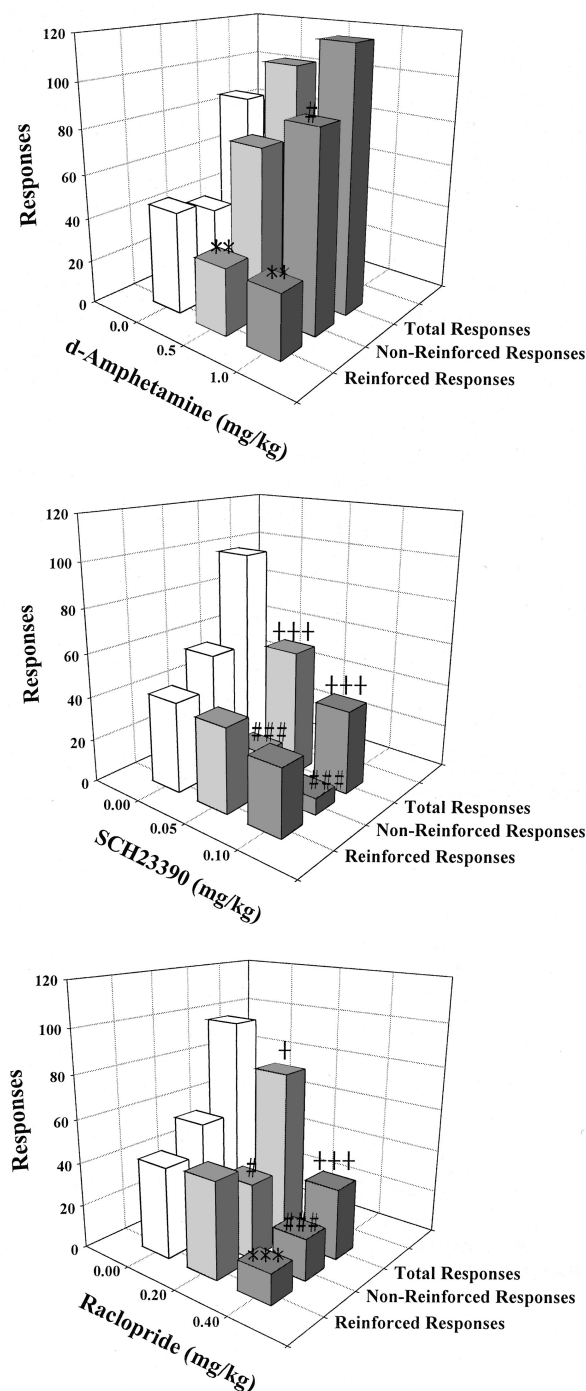 120
100
80
60
40
20
0
Responses
#
**
**
0.0
0.5
1.0
d-Amphetamine (mg/kg)
Total Responses
Non-Reinforced Responses
Reinforced Responses
120
100
80
60
40
20
0
Responses
+++
+++
###
###
0.00
0.05
0.10
SCH23390 (mg/kg)
Total Responses
Non-Reinforced Responses
Reinforced Responses
120
100
80
60
40
20
0
Responses
+
+++
#
###
***
0.00
0.20
0.40
Raclopride (mg/kg)
Total Responses
Non-Reinforced Responses
Reinforced Responses